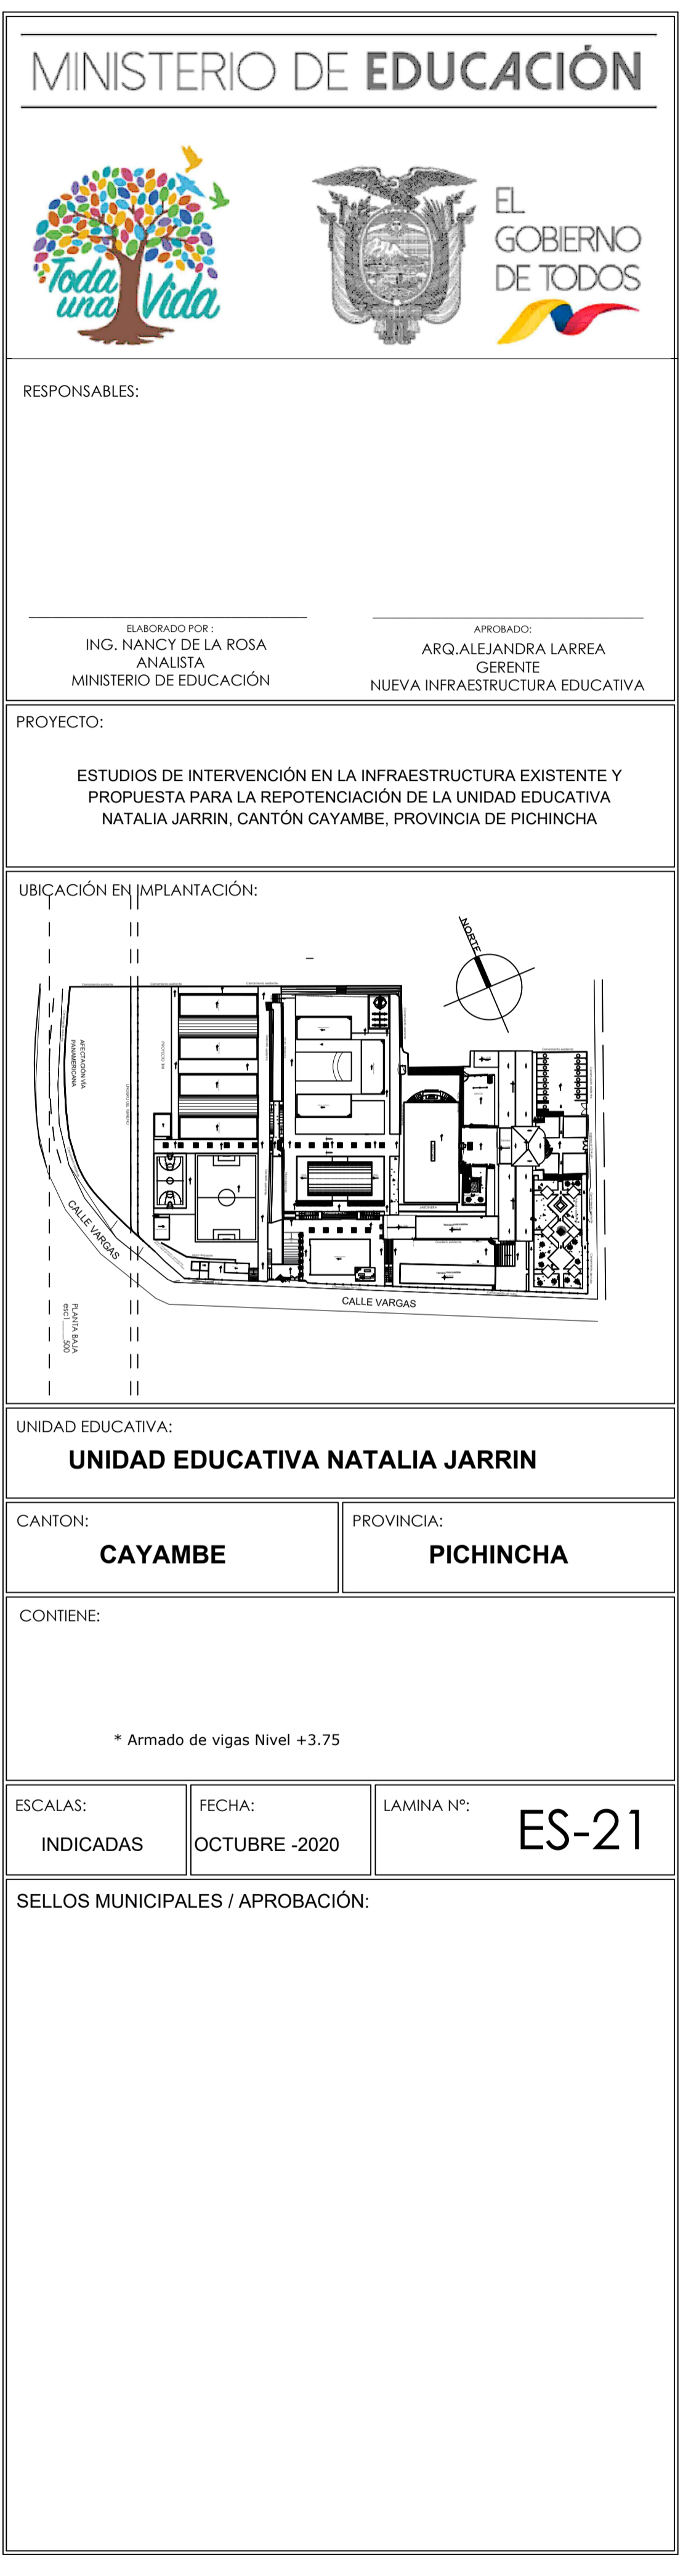 MINISTERIO DE EDUCACIÓN
Toda
una Vida
EL
GOBIERNO
DE TODOS
RESPONSABLES:
ELABORADO POR :
ING. NANCY DE LA ROSA
ANALISTA
MINISTERIO DE EDUCACIÓN
APROBADO:
ARQ.ALEJANDRA LARREA
GERENTE
NUEVA INFRAESTRUCTURA EDUCATIVA
PROYECTO:
ESTUDIOS DE INTERVENCIÓN EN LA INFRAESTRUCTURA EXISTENTE Y
PROPUESTA PARA LA REPOTENCIACIÓN DE LA UNIDAD EDUCATIVA
NATALIA JARRIN, CANTÓN CAYAMBE, PROVINCIA DE PICHINCHA
UBICACIÓN EN IMPLANTACIÓN:
NORTE
AFECTACIÓN VÍA
PANAMERICANA
CALLE VARGAS
CALLE VARGAS
PLANTA BAJA
esc1____500
UNIDAD EDUCATIVA:
UNIDAD EDUCATIVA NATALIA JARRIN
CANTON:
CAYAMBE
PROVINCIA:
PICHINCHA
CONTIENE:
* Armado de vigas Nivel +3.75
ESCALAS:
INDICADAS
FECHA:
OCTUBRE -2020
LAMINA Nº:
ES-21
SELLOS MUNICIPALES / APROBACIÓN: